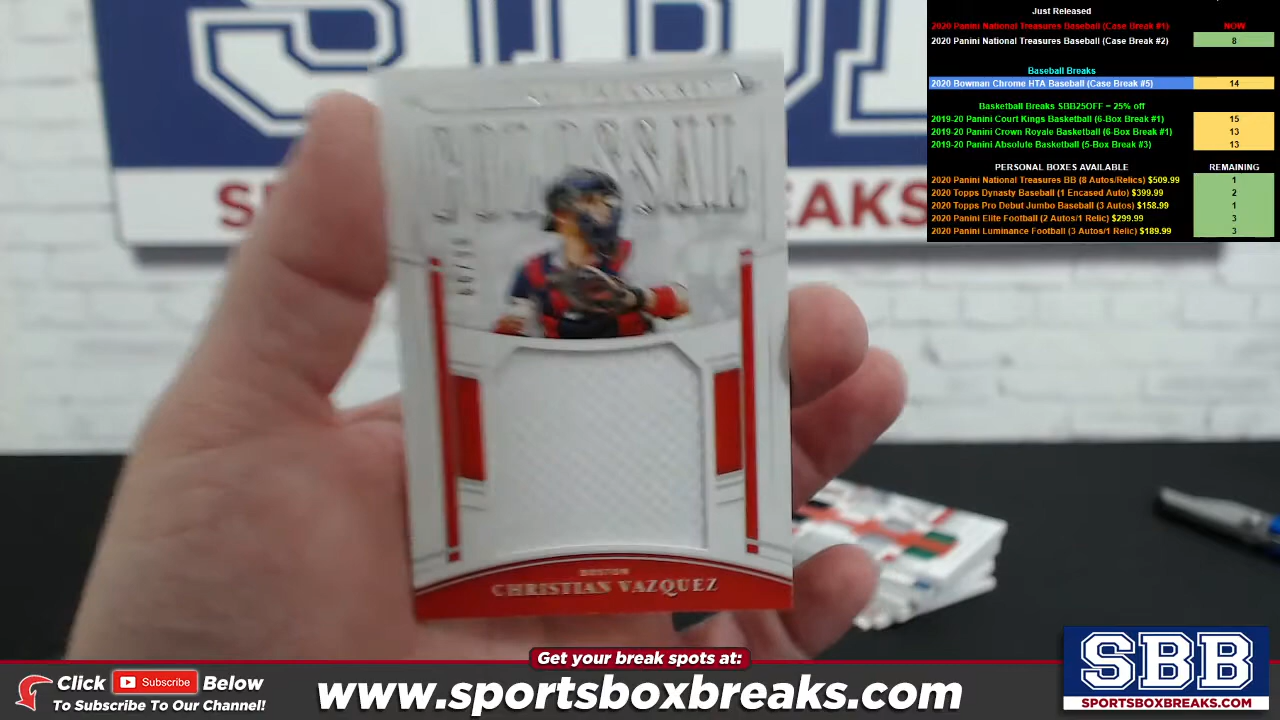 Just Released
2020 Panini National Treasures Baseball (Case Break #1) NOW
2020 Panini National Treasures Baseball (Case Break #2) 8
Baseball Breaks
2020 Bowman Chrome HTA Baseball (Case Break #5) 14
Basketball Breaks SBB25OFF = 25% off
2019-20 Panini Court Kings Basketball (6-Box Break #1) 15
2019-20 Panini Crown Royale Basketball (6-Box Break #1) 13
2019-20 Panini Absolute Basketball (5-Box Break #3) 13
PERSONAL BOXES AVAILABLE REMAINING
2020 Panini National Treasures BB (8 Autos/Relics) $509.99 1
2020 Topps Dynasty Baseball (1 Encased Auto) $399.99 2
2020 Topps Pro Debut Jumbo Baseball (3 Autos) $158.99 1
2020 Panini Elite Football (2 Autos/1 Relic) $299.99 3
2020 Panini Luminance Football (3 Autos/1 Relic) $189.99 3
BOSTON
CHRISTIAN VAZQUEZ
Get your break spots at:
Click Subscribe Below
To Subscribe To Our Channel!
www.sportsboxbreaks.com
SBB
SPORTSBOXBREAKS.COM